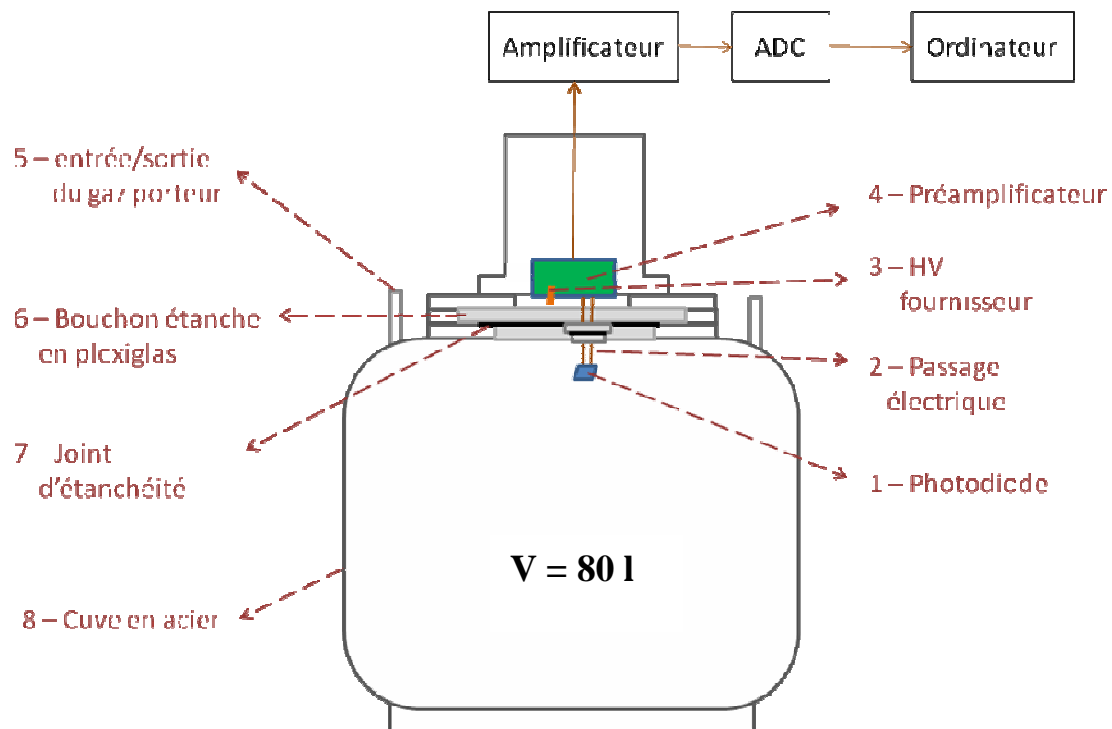 Amplificateur
ADC
Ordinateur
5 – entrée/sortie
du gaz porteur
4 – Préamplificateur
3 – HV
fournisseur
6 – Bouchon étanche
en plexiglas
2 – Passage
électrique
7 Joint
d'étanchéité
1 – Photodiode
V = 80 l
8 – Cuve en acier